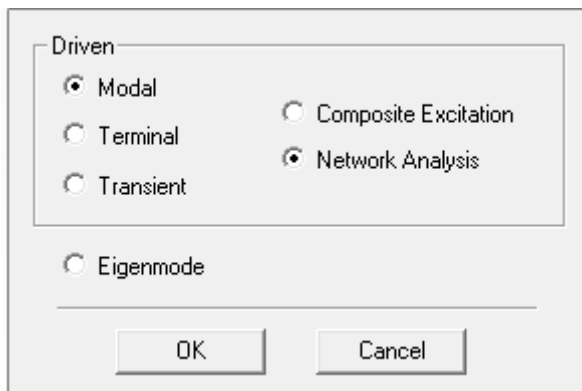 Driven
Modal
Terminal
Transient
Composite Excitation
Network Analysis
Eigenmode
OK
Cancel